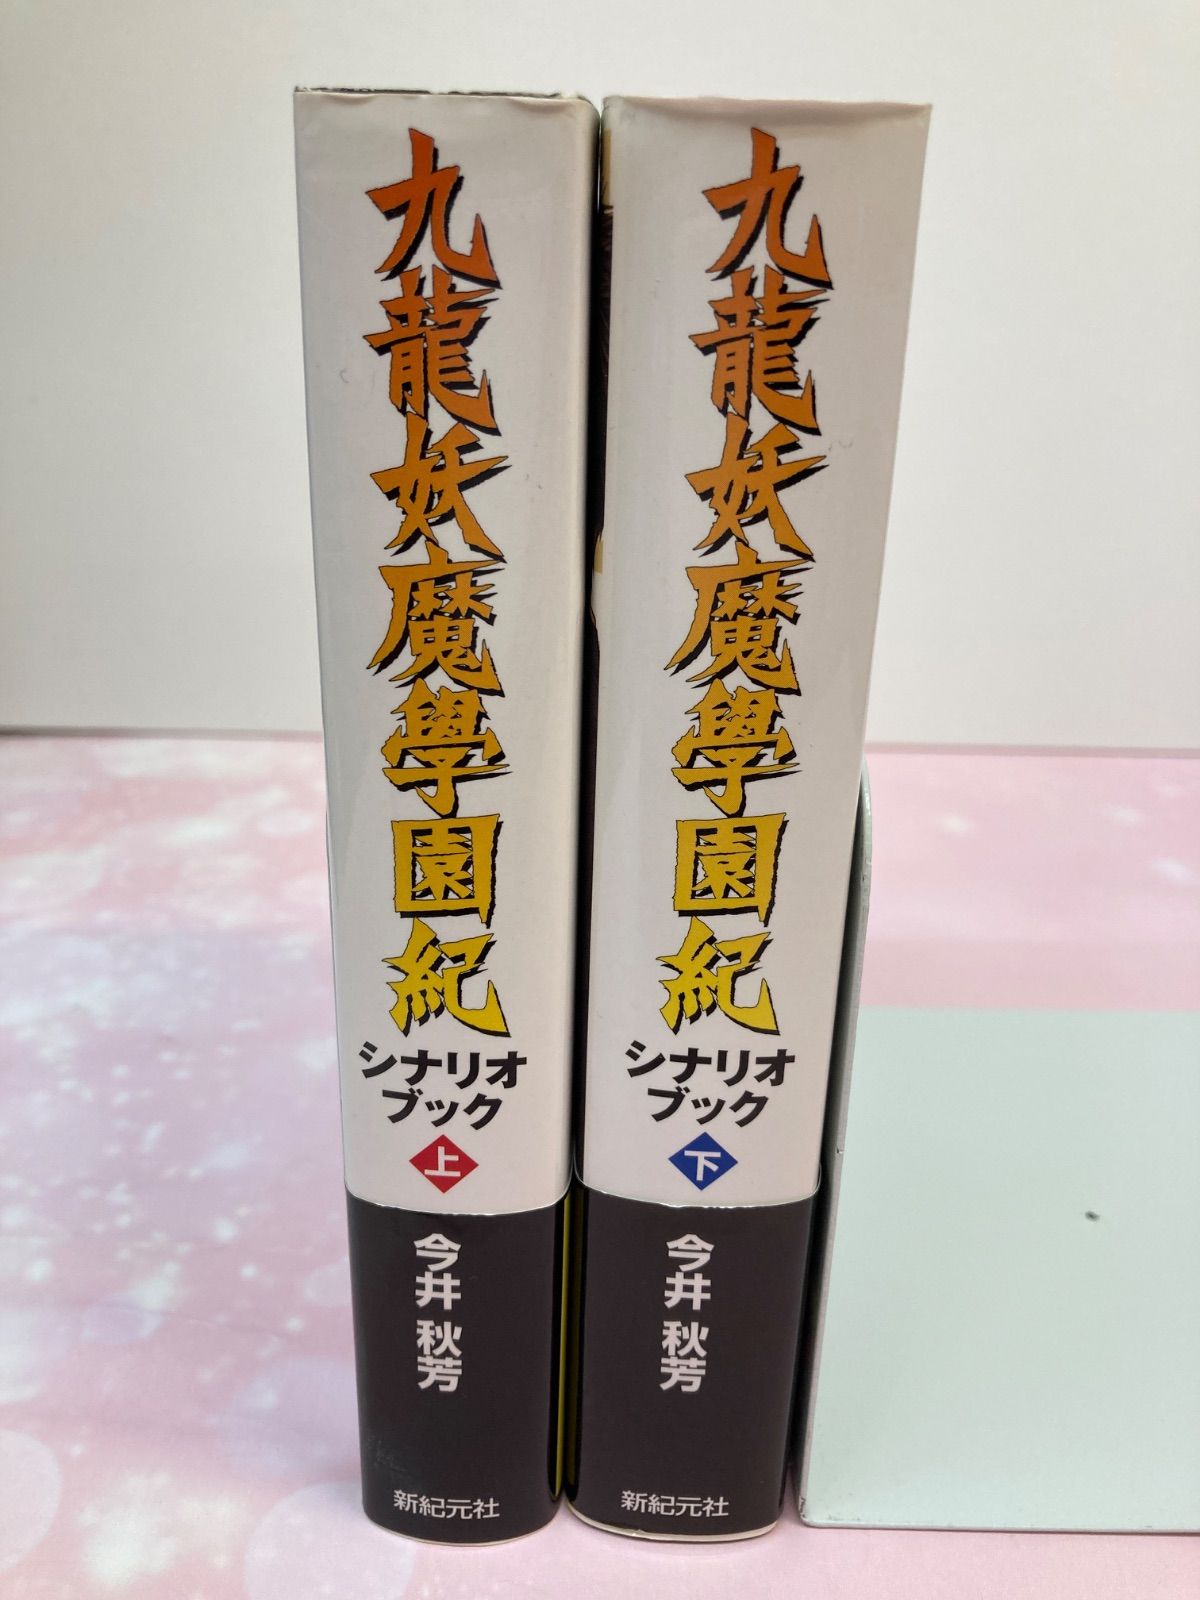 九龍妖魔學園紀
シナリオ
ブック
上
今井 秋芳
新紀元社
九龍妖魔學園紀
シナリオ
ブック
下
今井 秋芳
新紀元社